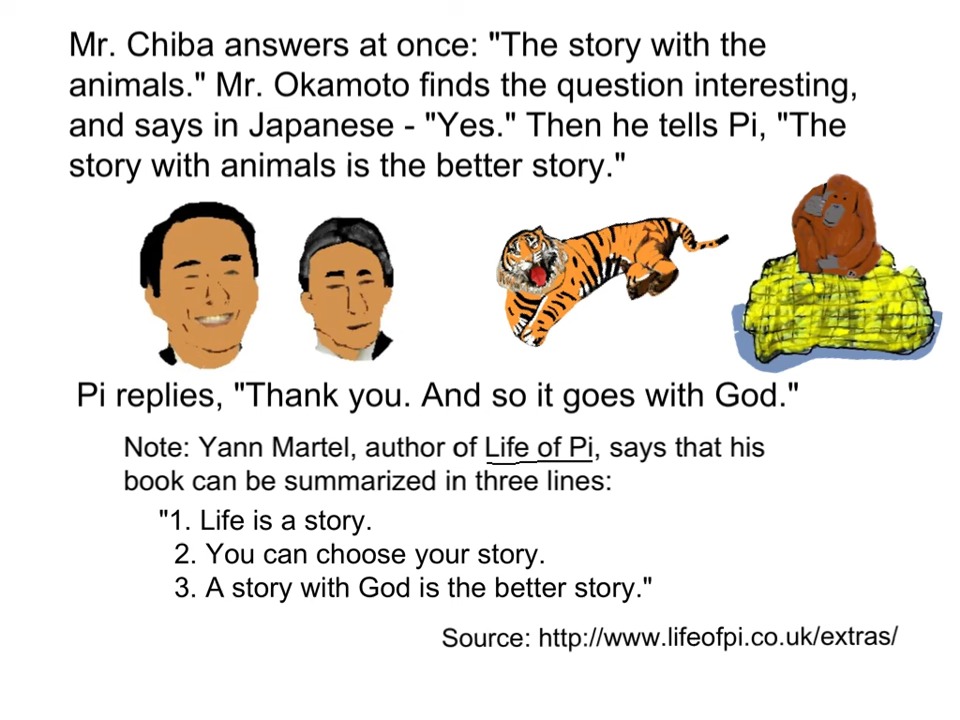 Mr. Chiba answers at once: "The story with the
animals." Mr. Okamoto finds the question interesting,
and says in Japanese - "Yes." Then he tells Pi, "The
story with animals is the better story."
Pi replies, "Thank you. And so it goes with God."
Note: Yann Martel, author of Life of Pi, says that his
book can be summarized in three lines:
"1. Life is a story.
2. You can choose your story.
3. A story with God is the better story."
Source: http://www.lifeofpi.co.uk/extras/